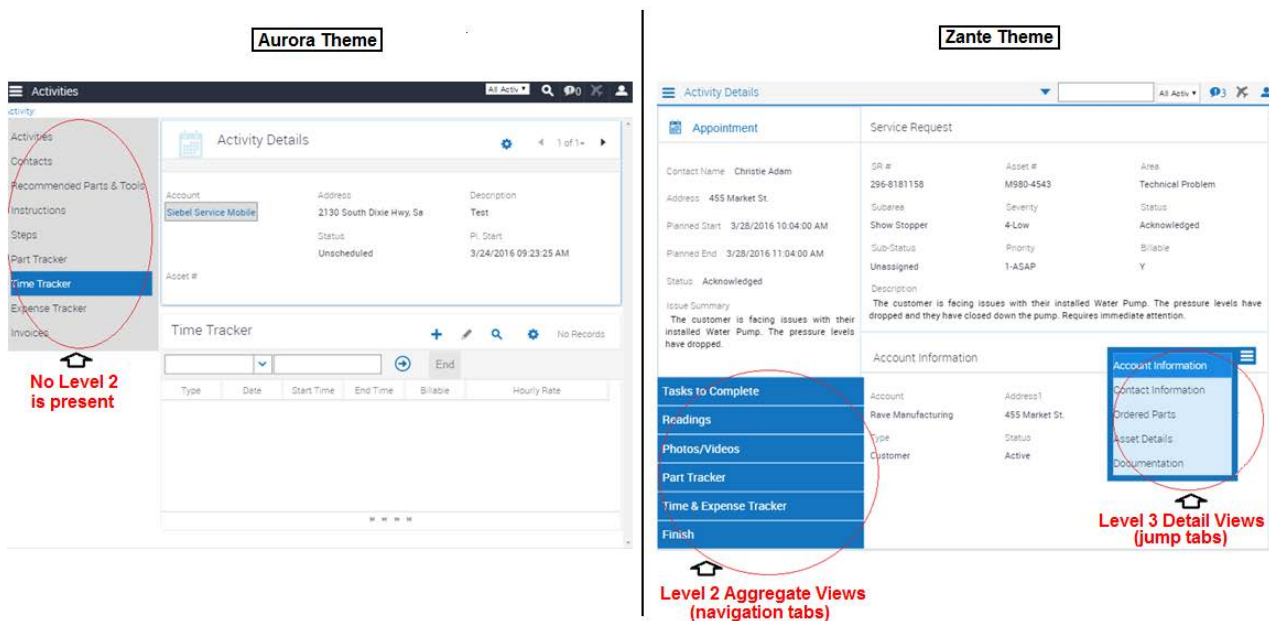 Aurora Theme
Activities
All Activ
0
ctivity:
Activities
Contacts
Recommended Parts & Tools
Instructions
Steps
Part Tracker
Time Tracker
Expense Tracker
Invoices
No Level 2
is present
Activity Details
1 of 1+
Account
Address
Description
Siebel Service Mobile
2130 South Dixie Hwy, Sa
Test
Status
Pl. Start
Unscheduled
3/24/2016 09:23:25 AM
Asset #
Time Tracker
No Records
End
Type
Date
Start Time
End Time
Billable
Hourly Rate
Zante Theme
Activity Details
All Activ
3
Appointment
Contact Name Christie Adam
Address 455 Market St.
Planned Start 3/28/2016 10:04:00 AM
Planned End 3/28/2016 11:04:00 AM
Status Acknowledged
Issue Summary
The customer is facing issues with their
installed Water Pump. The pressure levels
have dropped.
Tasks to Complete
Readings
Photos/Videos
Part Tracker
Time & Expense Tracker
Finish
Level 2 Aggregate Views
(navigation tabs)
Service Request
SR #
Asset #
Area
296-8181158
M980-4543
Technical Problem
Subarea
Severity
Status
Show Stopper
4-Low
Acknowledged
Sub-Status
Priority
Billable
Unassigned
1-ASAP
Y
Description
The customer is facing issues with their installed Water Pump. The pressure levels have
dropped and they have closed down the pump. Requires immediate attention.
Account Information
Account
Address1
Rave Manufacturing
455 Market St.
Type
Status
Customer
Active
Account Information
Contact Information
Ordered Parts
Asset Details
Documentation
Level 3 Detail Views
(jump tabs)